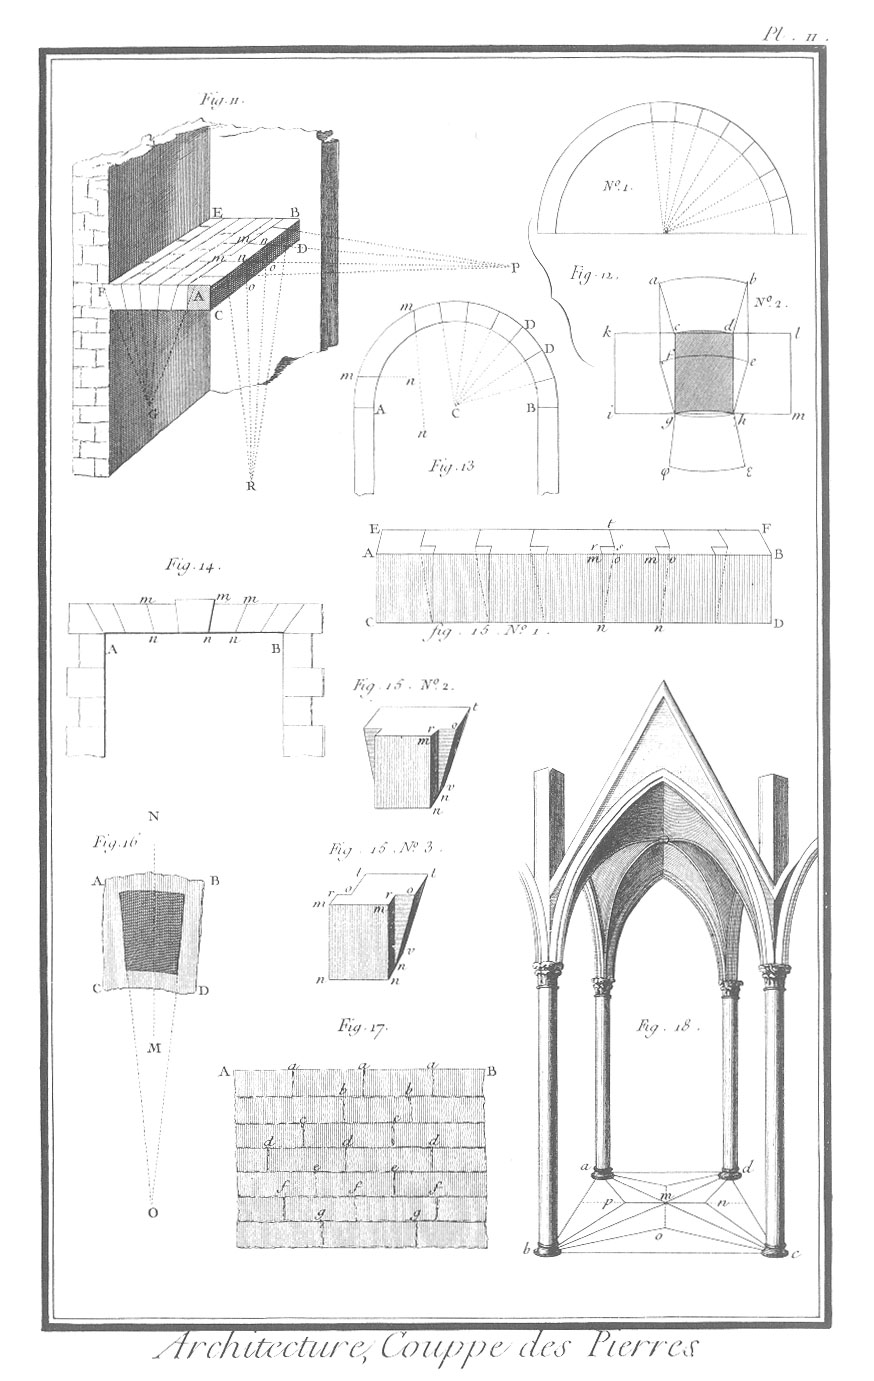 Pl. II.
Fig. 11.
E B
m n D
m n o
F A o
C
P
G
R
Nº. 1.
Fig. 12.
a b
Nº. 2.
k c d l
f e
i g h m
φ ε
m
D
D
m n
A C B
n
Fig. 13
E t F
A r s B
m o m o
C n n D
fig. 15. Nº. 1.
Fig. 14.
m m m
n n n
A B
Fig. 15. Nº. 2.
t
r o
m
v
n
n
Fig. 16
N
A B
C D
M
O
Fig. 15. Nº. 3.
l l
r o r o
m m
v
n
n n
Fig. 17.
A a a a B
b b
c c
d d d
e e
f f f
g g
Fig. 18.
a d
p m n
o
b c
Architecture, Couppe des Pierres